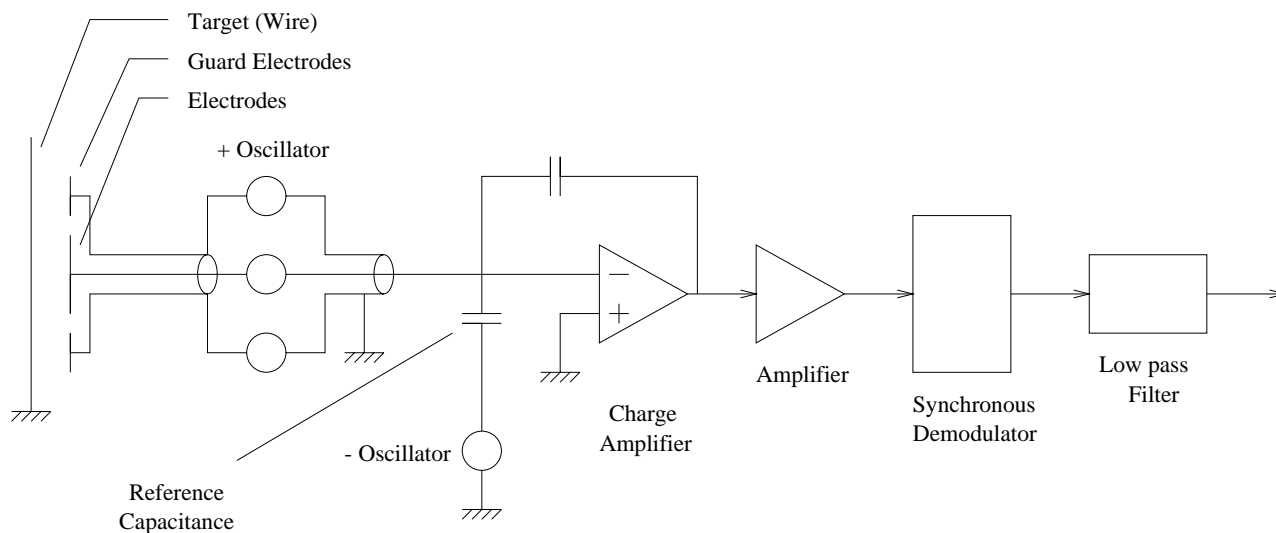 Target (Wire)
Guard Electrodes
Electrodes
+ Oscillator
- Oscillator
Reference
Capacitance
Charge
Amplifier
Amplifier
Synchronous
Demodulator
Low pass
Filter